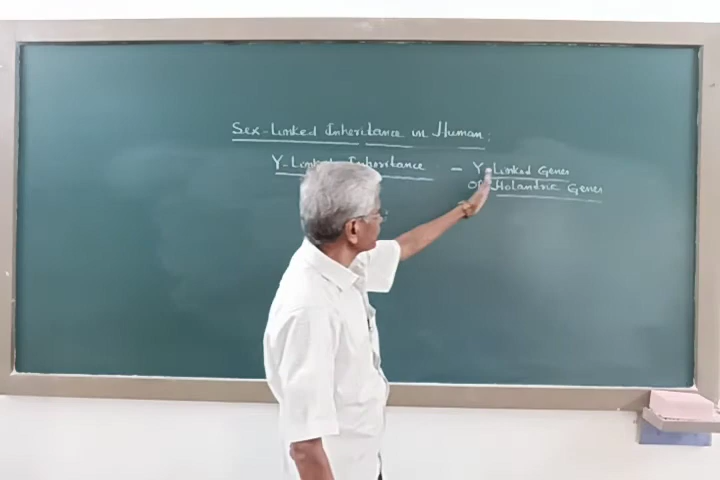 Sex-Linked Inheritance in Human:
Y-Linked Inheritance - Y-Linked Genes
Or Holandric Genes